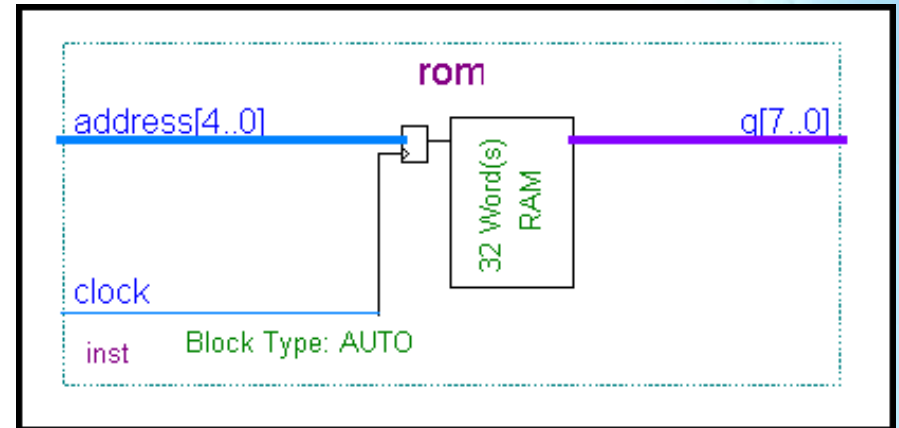 rom
address[4..0]
q[7..0]
32 Word(s)
RAM
clock
inst
Block Type: AUTO